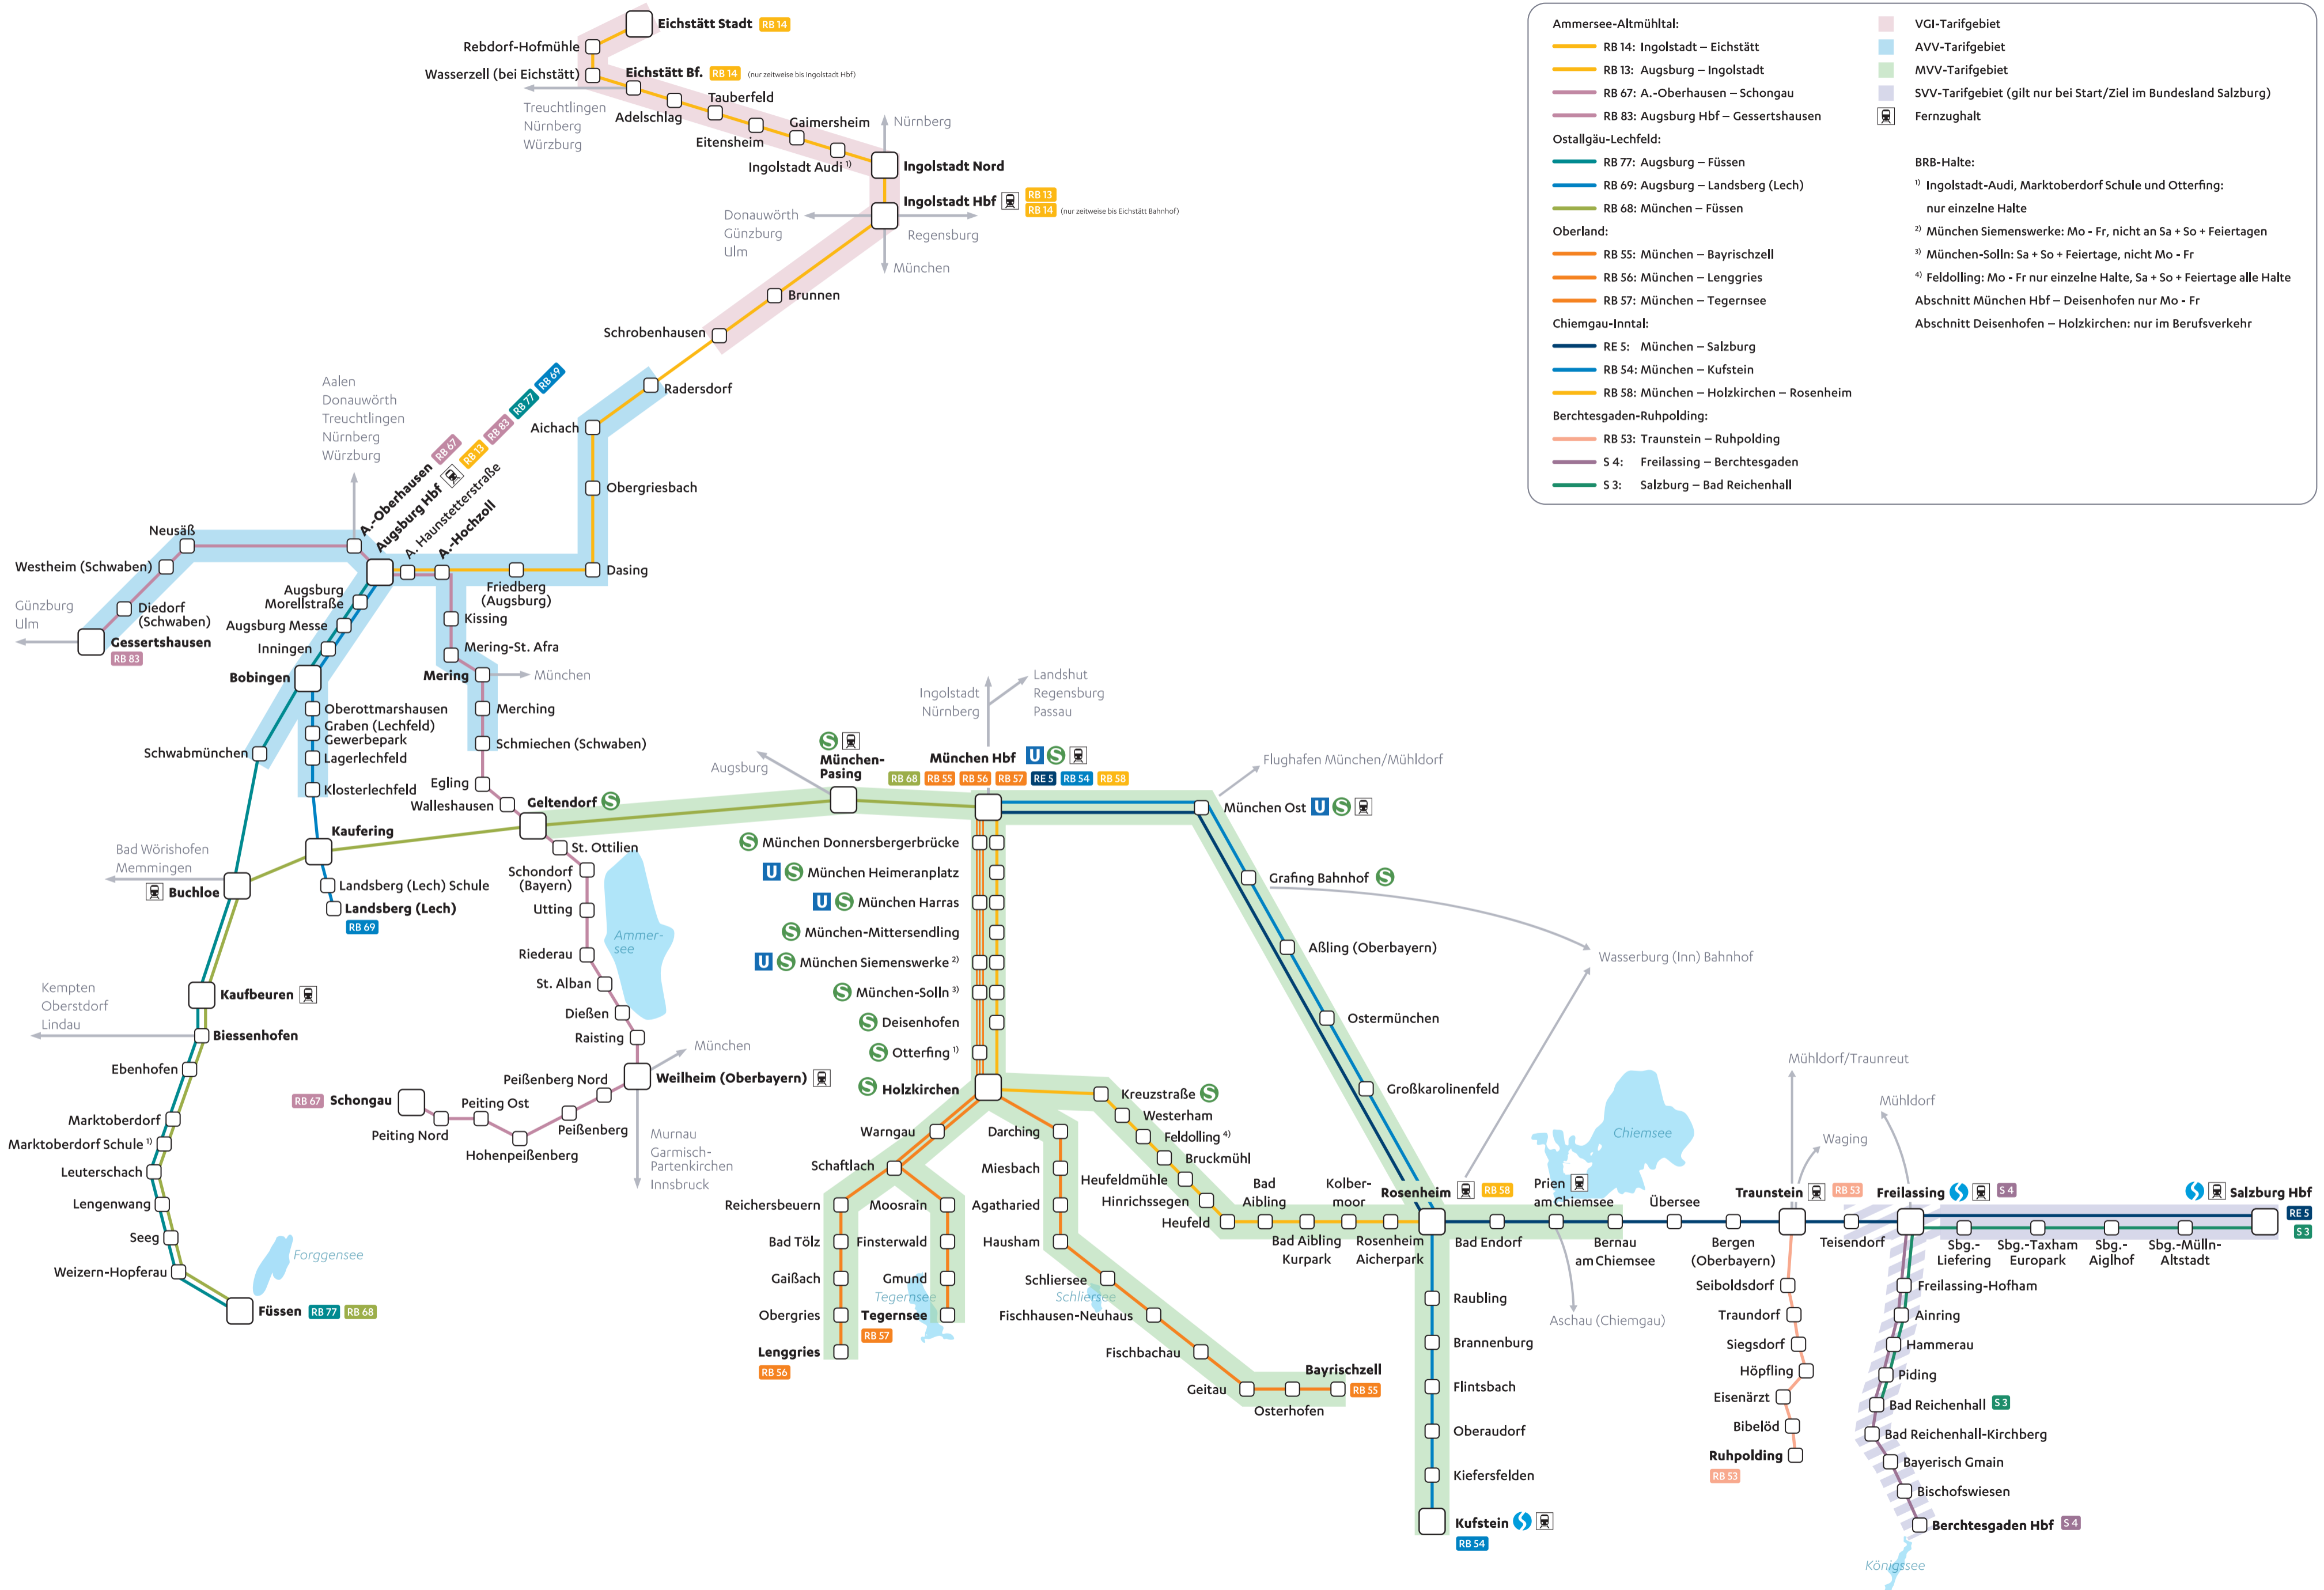 Eichstätt Stadt RB 14
Rebdorf-Hofmühle
Wasserzell (bei Eichstätt)
Eichstätt Bf. RB 14 (nur zeitweise bis Ingolstadt Hbf)
Treuchtlingen
Nürnberg
Würzburg
Adelschlag
Tauberfeld
Eitensheim
Gaimersheim
Ingolstadt Audi 1)
Nürnberg
Ingolstadt Nord
Ingolstadt Hbf RB 13
RB 14 (nur zeitweise bis Eichstätt Bahnhof)
Donauwörth
Günzburg
Ulm
Regensburg
München
Brunnen
Schrobenhausen
Radersdorf
Aichach
Obergriesbach
Dasing
Friedberg
(Augsburg)
Aalen
Donauwörth
Treuchtlingen
Nürnberg
Würzburg
A.-Oberhausen RB 67
Augsburg Hbf RB 13 RB 83 RB 77 RB 69
A. Haunstetterstraße
A.-Hochzoll
Neusäß
Westheim (Schwaben)
Diedorf
(Schwaben)
Günzburg
Ulm
Gessertshausen
RB 83
Augsburg
Morellstraße
Augsburg Messe
Inningen
Bobingen
Kissing
Mering-St. Afra
Mering
München
Merching
Schmiechen (Schwaben)
Egling
Walleshausen
Geltendorf S
Oberottmarshausen
Graben (Lechfeld)
Gewerbepark
Lagerlechfeld
Klosterlechfeld
Schwabmünchen
Kaufering
Landsberg (Lech) Schule
Landsberg (Lech)
RB 69
Bad Wörishofen
Memmingen
Buchloe
Kaufbeuren
Kempten
Oberstdorf
Lindau
Biessenhofen
Ebenhofen
Marktoberdorf
Marktoberdorf Schule 1)
Leuterschach
Lengenwang
Seeg
Weizern-Hopferau
Forggensee
Füssen RB 77 RB 68
St. Ottilien
Schondorf
(Bayern)
Utting
Ammer-
see
Riederau
St. Alban
Dießen
Raisting
München
Weilheim (Oberbayern)
Peißenberg Nord
Peißenberg
Hohenpeißenberg
Peiting Ost
Peiting Nord
RB 67 Schongau
Murnau
Garmisch-
Partenkirchen
Innsbruck
Augsburg
S
München-
Pasing
Ingolstadt
Nürnberg
Landshut
Regensburg
Passau
München Hbf U S
RB 68 RB 55 RB 56 RB 57 RE 5 RB 54 RB 58
Flughafen München/Mühldorf
München Ost U S
S München Donnersbergerbrücke
U S München Heimeranplatz
U S München Harras
S München-Mittersendling
U S München Siemenswerke 2)
S München-Solln 3)
S Deisenhofen
S Otterfing 1)
S Holzkirchen
Grafing Bahnhof S
Aßling (Oberbayern)
Ostermünchen
Großkarolinenfeld
Wasserburg (Inn) Bahnhof
Kreuzstraße S
Westerham
Feldolling 4)
Bruckmühl
Heufeldmühle
Hinrichssegen
Heufeld
Bad
Aibling
Bad Aibling
Kurpark
Kolber-
moor
Rosenheim
Aicherpark
Rosenheim RB 58
Warngau
Schaftlach
Reichersbeuern
Bad Tölz
Gaißach
Obergries
Lenggries
RB 56
Moosrain
Finsterwald
Gmund
Tegernsee
Tegernsee
RB 57
Darching
Miesbach
Agatharied
Hausham
Schliersee
Schliersee
Fischhausen-Neuhaus
Fischbachau
Geitau
Osterhofen
Bayrischzell
RB 55
Bad Endorf
Prien
am Chiemsee
Chiemsee
Bernau
am Chiemsee
Übersee
Bergen
(Oberbayern)
Aschau (Chiemgau)
Raubling
Brannenburg
Flintsbach
Oberaudorf
Kiefersfelden
Kufstein
RB 54
Mühldorf/Traunreut
Waging
Mühldorf
Traunstein RB 53
Teisendorf
Freilassing S 4
Seiboldsdorf
Traundorf
Siegsdorf
Höpfling
Eisenärzt
Bibelöd
Ruhpolding
RB 53
Sbg.-
Liefering
Sbg.-Taxham
Europark
Sbg.-
Aiglhof
Sbg.-Mülln-
Altstadt
Salzburg Hbf
RE 5
S 3
Freilassing-Hofham
Ainring
Hammerau
Piding
Bad Reichenhall S 3
Bad Reichenhall-Kirchberg
Bayerisch Gmain
Bischofswiesen
Berchtesgaden Hbf S 4
Königssee
Ammersee-Altmühltal:
RB 14: Ingolstadt – Eichstätt
RB 13: Augsburg – Ingolstadt
RB 67: A.-Oberhausen – Schongau
RB 83: Augsburg Hbf – Gessertshausen
Ostallgäu-Lechfeld:
RB 77: Augsburg – Füssen
RB 69: Augsburg – Landsberg (Lech)
RB 68: München – Füssen
Oberland:
RB 55: München – Bayrischzell
RB 56: München – Lenggries
RB 57: München – Tegernsee
Chiemgau-Inntal:
RE 5: München – Salzburg
RB 54: München – Kufstein
RB 58: München – Holzkirchen – Rosenheim
Berchtesgaden-Ruhpolding:
RB 53: Traunstein – Ruhpolding
S 4: Freilassing – Berchtesgaden
S 3: Salzburg – Bad Reichenhall
VGI-Tarifgebiet
AVV-Tarifgebiet
MVV-Tarifgebiet
SVV-Tarifgebiet (gilt nur bei Start/Ziel im Bundesland Salzburg)
Fernzughalt
BRB-Halte:
1) Ingolstadt-Audi, Marktoberdorf Schule und Otterfing:
nur einzelne Halte
2) München Siemenswerke: Mo - Fr, nicht an Sa + So + Feiertagen
3) München-Solln: Sa + So + Feiertage, nicht Mo - Fr
4) Feldolling: Mo - Fr nur einzelne Halte, Sa + So + Feiertage alle Halte
Abschnitt München Hbf – Deisenhofen nur Mo - Fr
Abschnitt Deisenhofen – Holzkirchen: nur im Berufsverkehr